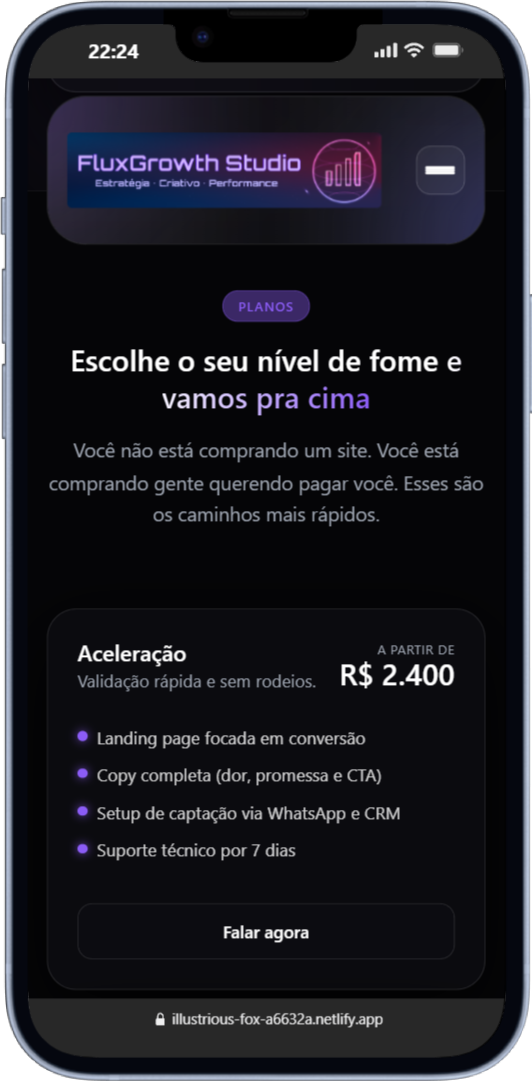 22:24
FluxGrowth Studio
Estratégia · Criativo · Performance
PLANOS
Escolhe o seu nível de fome e
vamos pra cima
Você não está comprando um site. Você está
comprando gente querendo pagar você. Esses são
os caminhos mais rápidos.
Aceleração
A PARTIR DE
Validação rápida e sem rodeios.
R$ 2.400
Landing page focada em conversão
Copy completa (dor, promessa e CTA)
Setup de captação via WhatsApp e CRM
Suporte técnico por 7 dias
Falar agora
illustrious-fox-a6632a.netlify.app